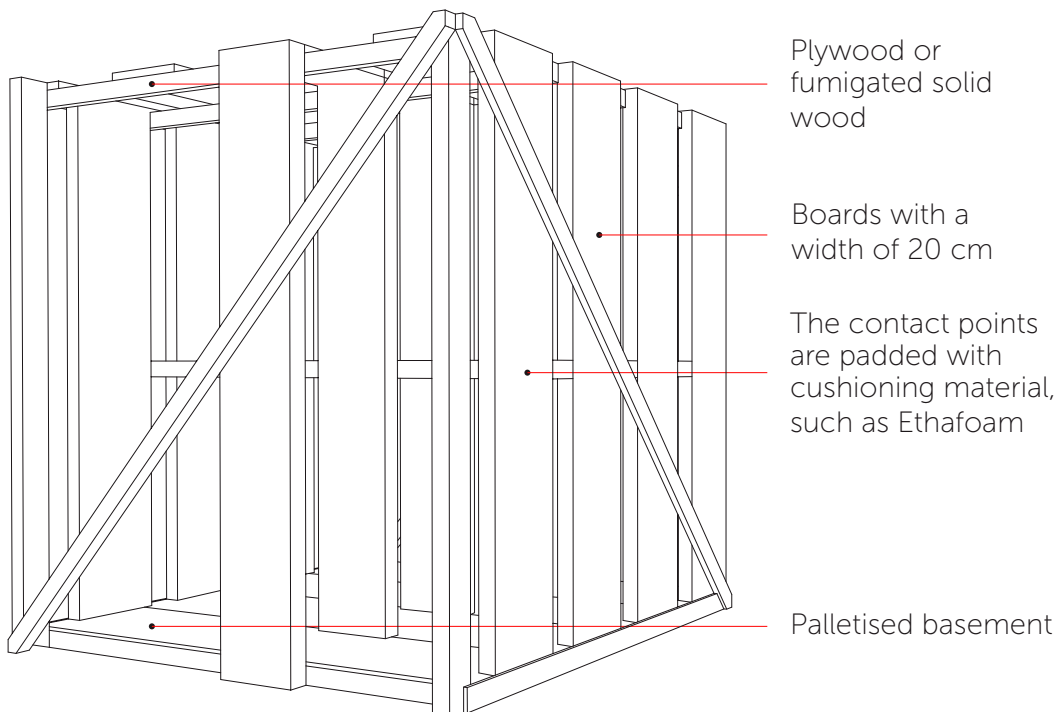 Plywood or
fumigated solid
wood
Boards with a
width of 20 cm
The contact points
are padded with
cushioning material,
such as Ethafoam
Palletised basement